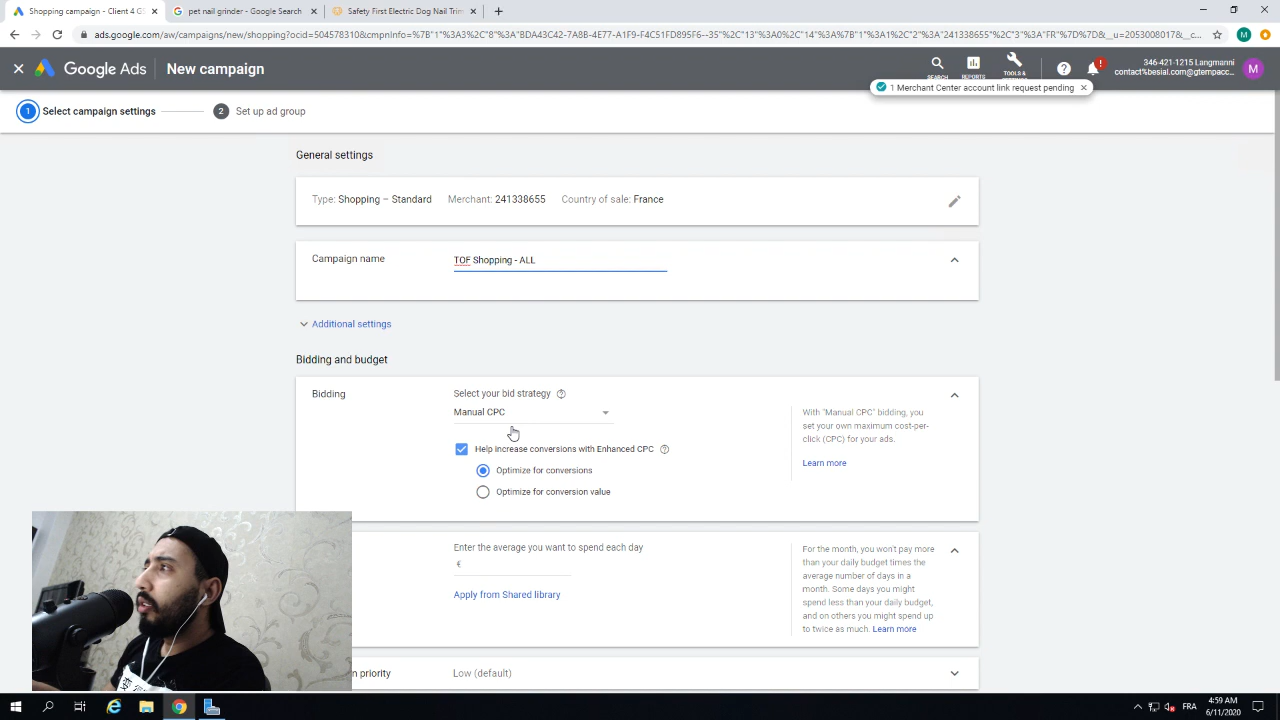 Shopping campaign - Client 4 GS
pet nail grinder - Google Search
Safety First Electric Dog Nail Trim
ads.google.com/aw/campaigns/new/shopping?ocid=504578310&cmpnInfo=%7B"1"%3A3%2C"8"%3A"BDA43C42-7A8B-4E77-A1F9-F4C51FD895F6--35"%2C"13"%3A0%2C"14"%3A%7B"1"%3A1%2C"2"%3A"241338655"%2C"3"%3A"FR"%7D%7D&__u=2053008017&__c...
M
Google Ads
New campaign
SEARCH
REPORTS
TOOLS &
346-421-1215 Langmanni
contact%besial.com@gtempacc...
M
1 Merchant Center account link request pending
1 Select campaign settings
2 Set up ad group
General settings
Type: Shopping – Standard Merchant: 241338655 Country of sale: France
Campaign name
TOF Shopping - ALL
Additional settings
Bidding and budget
Bidding
Select your bid strategy
Manual CPC
Help increase conversions with Enhanced CPC
Optimize for conversions
Optimize for conversion value
With "Manual CPC" bidding, you
set your own maximum cost-per-
click (CPC) for your ads.
Learn more
Enter the average you want to spend each day
€
Apply from Shared library
For the month, you won't pay more
than your daily budget times the
average number of days in a
month. Some days you might
spend less than your daily budget,
and on others you might spend up
to twice as much. Learn more
n priority
Low (default)
FRA
4:59 AM
6/11/2020